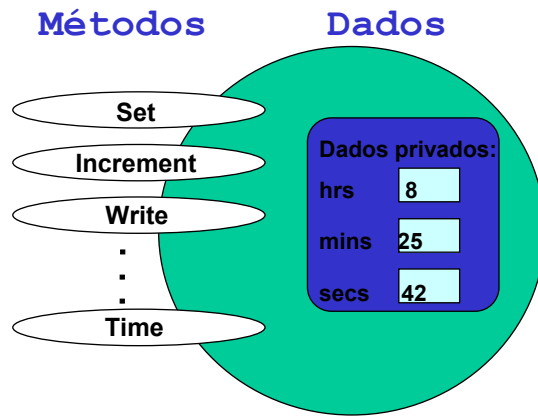 Métodos Dados
Set
Increment
Write
.
.
.
Time
Dados privados:
hrs 8
mins 25
secs 42